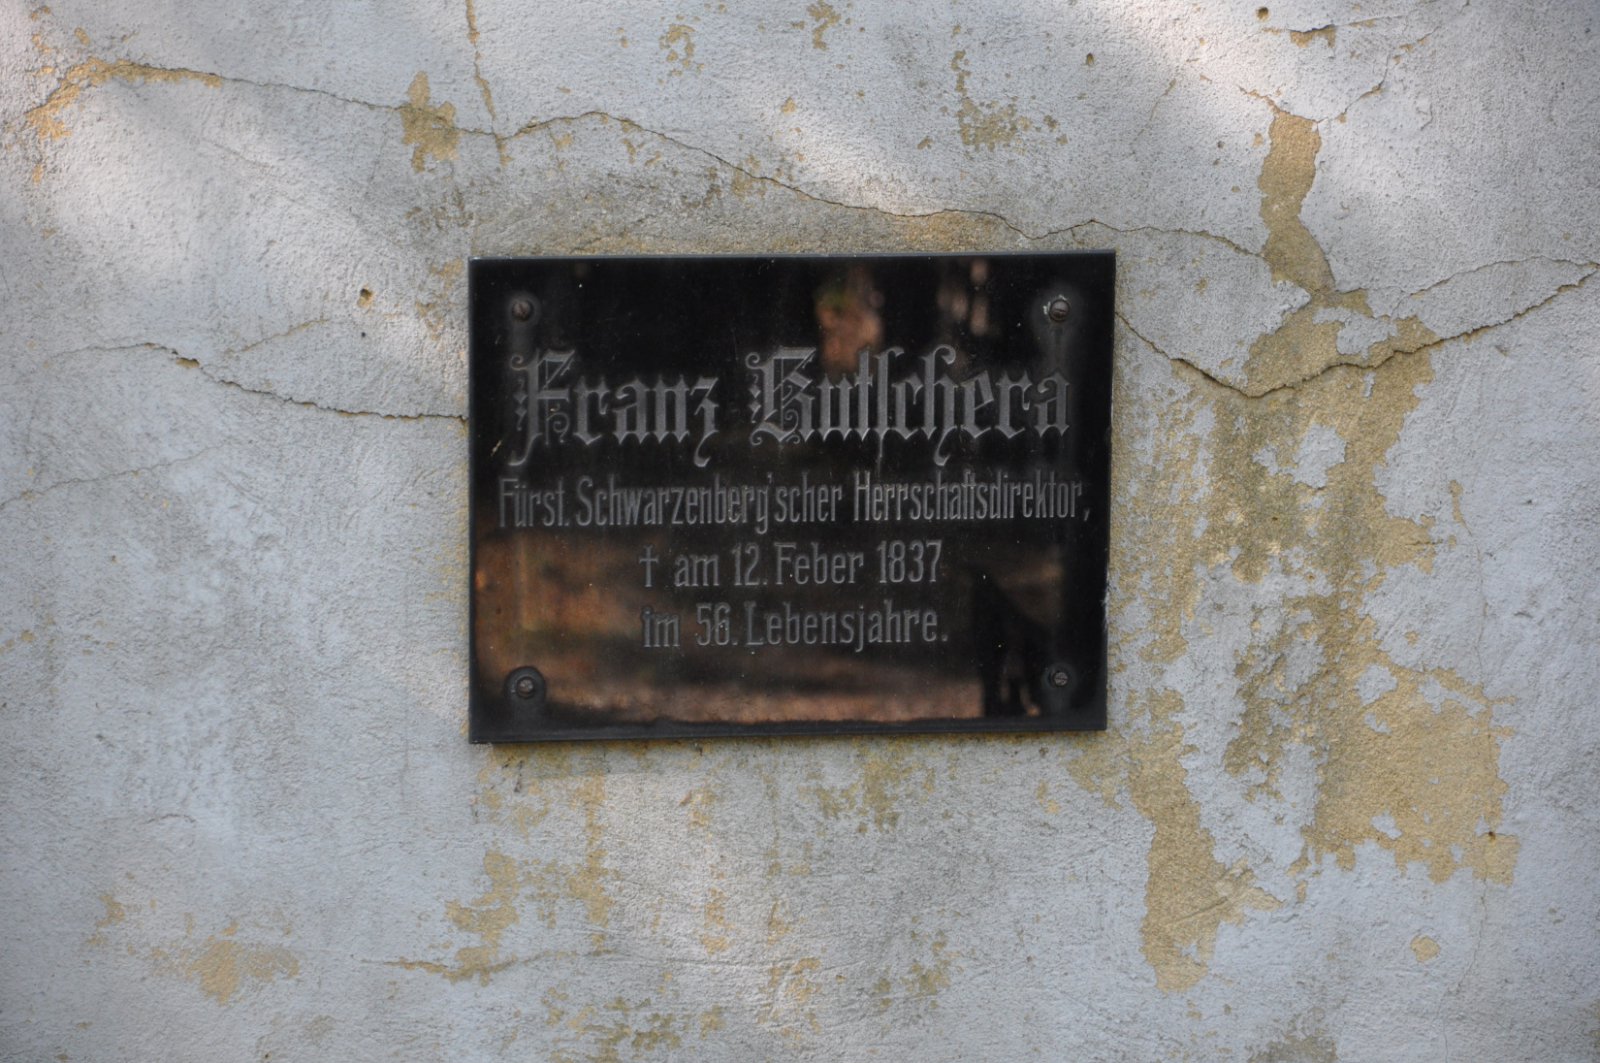 Franz Kutschera
Fürst. Schwarzenberg'scher Herrschaftsdirektor,
† am 12. Feber 1837
im 56. Lebensjahre.